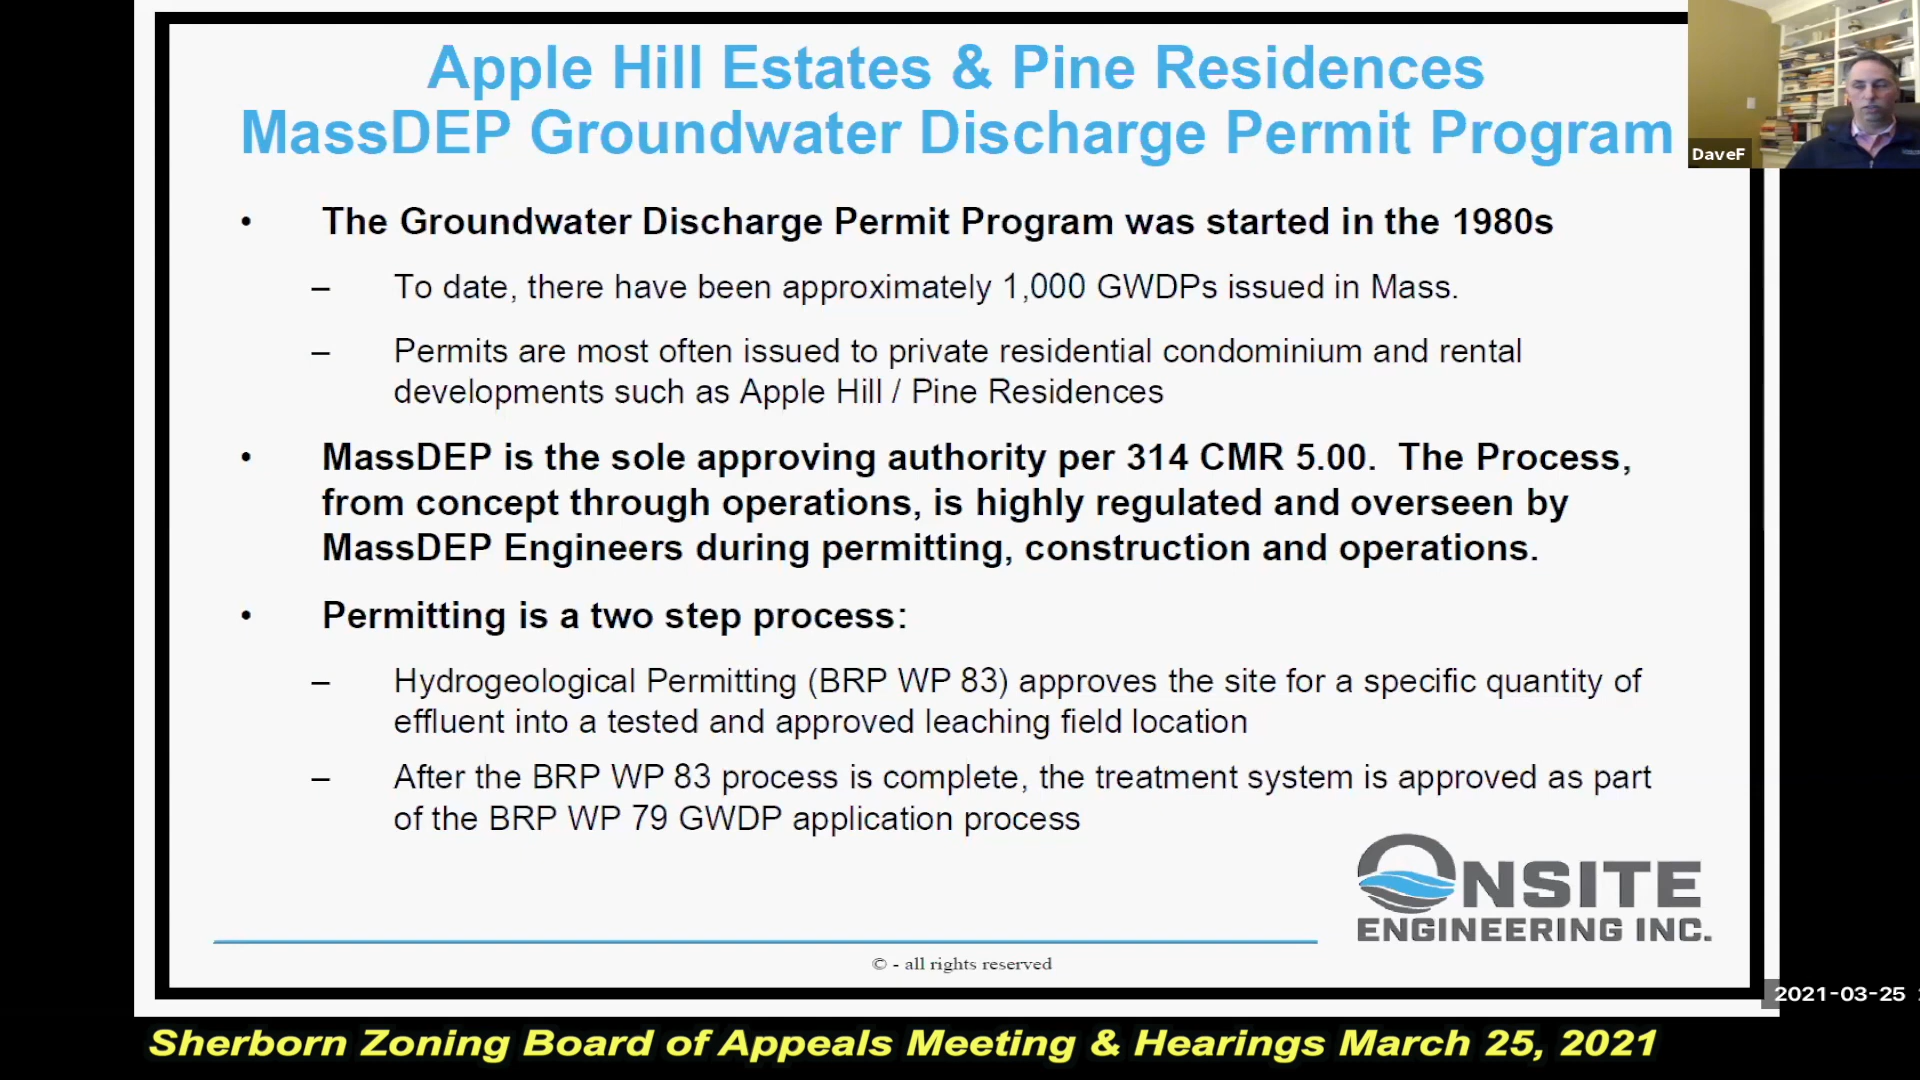 Apple Hill Estates & Pine Residences
MassDEP Groundwater Discharge Permit Program
DaveF
• The Groundwater Discharge Permit Program was started in the 1980s
– To date, there have been approximately 1,000 GWDPs issued in Mass.
– Permits are most often issued to private residential condominium and rental
developments such as Apple Hill / Pine Residences
• MassDEP is the sole approving authority per 314 CMR 5.00. The Process,
from concept through operations, is highly regulated and overseen by
MassDEP Engineers during permitting, construction and operations.
• Permitting is a two step process:
– Hydrogeological Permitting (BRP WP 83) approves the site for a specific quantity of
effluent into a tested and approved leaching field location
– After the BRP WP 83 process is complete, the treatment system is approved as part
of the BRP WP 79 GWDP application process
ONSITE
ENGINEERING INC.
© - all rights reserved
2021-03-25
Sherborn Zoning Board of Appeals Meeting & Hearings March 25, 2021